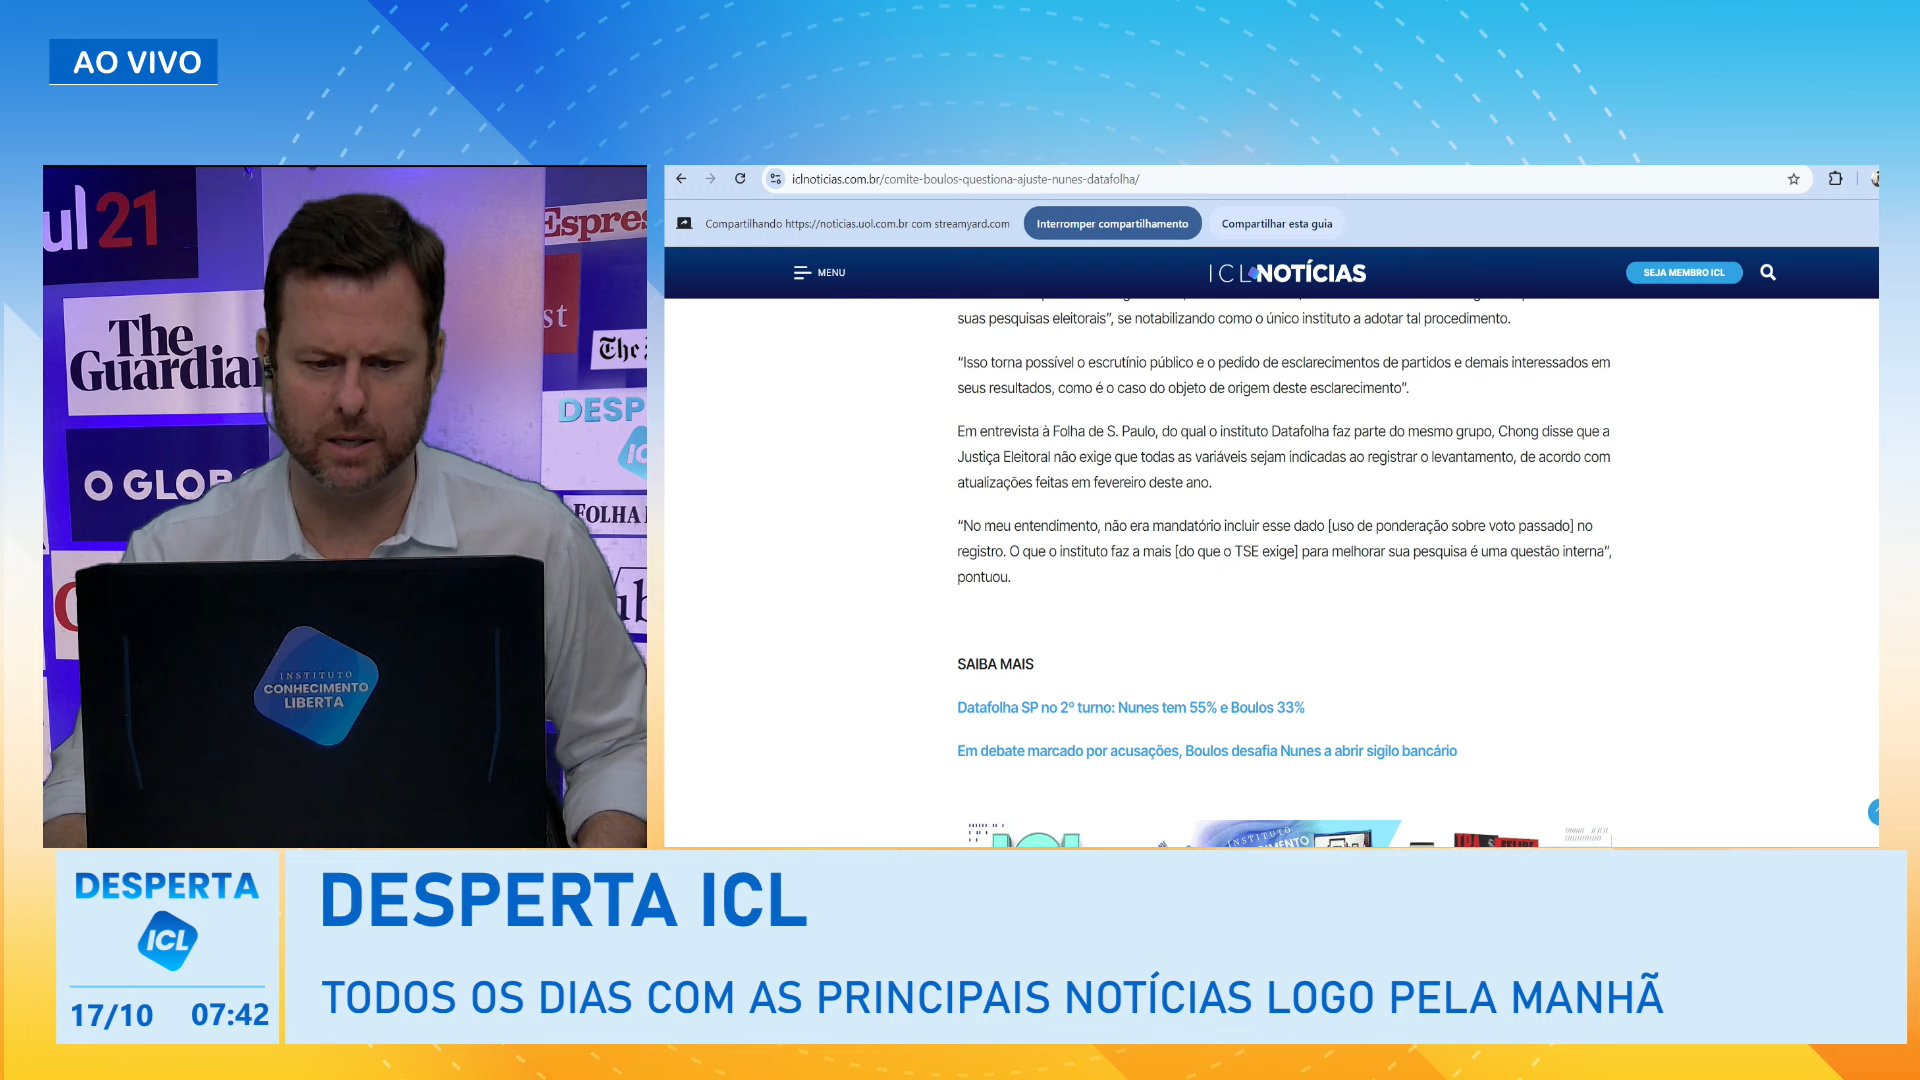 AO VIVO
ul 21
The
Guardian
O GLOB
Espres
st
The
DESP
IC
FOLHA
INSTITUTO
CONHECIMENTO
LIBERTA
iclnoticias.com.br/comite-boulos-questiona-ajuste-nunes-datafolha/
Compartilhando https://noticias.uol.com.br com streamyard.com
Interromper compartilhamento
Compartilhar esta guia
MENU
ICL NOTÍCIAS
SEJA MEMBRO ICL
suas pesquisas eleitorais”, se notabilizando como o único instituto a adotar tal procedimento.
“Isso torna possível o escrutínio público e o pedido de esclarecimentos de partidos e demais interessados em
seus resultados, como é o caso do objeto de origem deste esclarecimento”.
Em entrevista à Folha de S. Paulo, do qual o instituto Datafolha faz parte do mesmo grupo, Chong disse que a
Justiça Eleitoral não exige que todas as variáveis sejam indicadas ao registrar o levantamento, de acordo com
atualizações feitas em fevereiro deste ano.
“No meu entendimento, não era mandatório incluir esse dado [uso de ponderação sobre voto passado] no
registro. O que o instituto faz a mais [do que o TSE exige] para melhorar sua pesquisa é uma questão interna”,
pontuou.
SAIBA MAIS
Datafolha SP no 2º turno: Nunes tem 55% e Boulos 33%
Em debate marcado por acusações, Boulos desafia Nunes a abrir sigilo bancário
INSTITUTO
DESPERTA
ICL
17/10 07:42
DESPERTA ICL
TODOS OS DIAS COM AS PRINCIPAIS NOTÍCIAS LOGO PELA MANHÃ